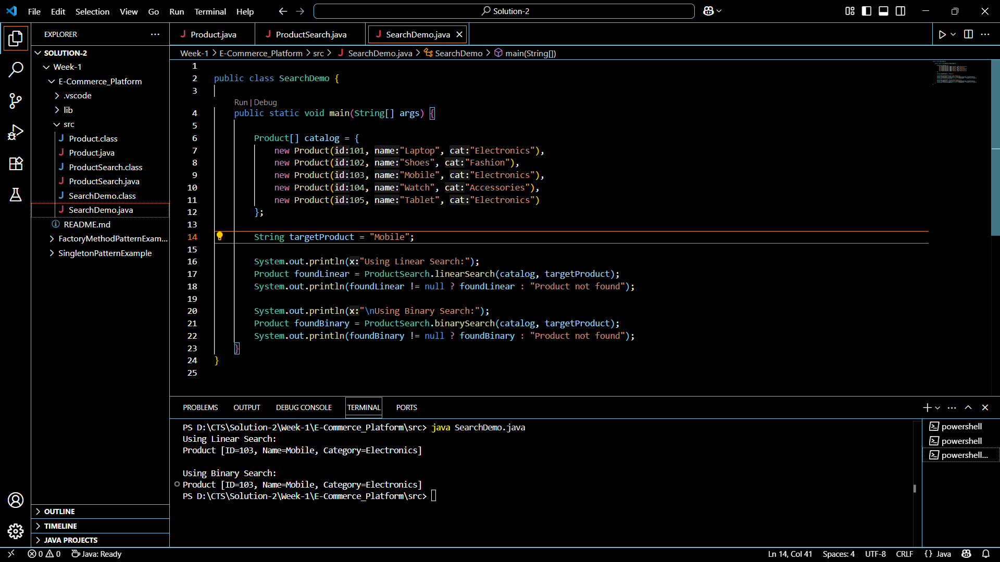 File Edit Selection View Go Run Terminal Help
Solution-2
EXPLORER
SOLUTION-2
Week-1
E-Commerce_Platform
.vscode
lib
src
Product.class
Product.java
ProductSearch.class
ProductSearch.java
SearchDemo.class
SearchDemo.java
README.md
FactoryMethodPatternExam...
SingletonPatternExample
OUTLINE
TIMELINE
JAVA PROJECTS
Product.java ProductSearch.java SearchDemo.java
Week-1 > E-Commerce_Platform > src > SearchDemo.java > SearchDemo > main(String[])
1
2 public class SearchDemo {
3
Run | Debug
4 public static void main(String[] args) {
5
6 Product[] catalog = {
7 new Product(id:101, name:"Laptop", cat:"Electronics"),
8 new Product(id:102, name:"Shoes", cat:"Fashion"),
9 new Product(id:103, name:"Mobile", cat:"Electronics"),
10 new Product(id:104, name:"Watch", cat:"Accessories"),
11 new Product(id:105, name:"Tablet", cat:"Electronics")
12 };
13
14 String targetProduct = "Mobile";
15
16 System.out.println(x:"Using Linear Search:");
17 Product foundLinear = ProductSearch.linearSearch(catalog, targetProduct);
18 System.out.println(foundLinear != null ? foundLinear : "Product not found");
19
20 System.out.println(x:"\nUsing Binary Search:");
21 Product foundBinary = ProductSearch.binarySearch(catalog, targetProduct);
22 System.out.println(foundBinary != null ? foundBinary : "Product not found");
23 }
24 }
25
PROBLEMS OUTPUT DEBUG CONSOLE TERMINAL PORTS
PS D:\CTS\Solution-2\Week-1\E-Commerce_Platform\src> java SearchDemo.java
Using Linear Search:
Product [ID=103, Name=Mobile, Category=Electronics]
Using Binary Search:
Product [ID=103, Name=Mobile, Category=Electronics]
PS D:\CTS\Solution-2\Week-1\E-Commerce_Platform\src>
powershell
powershell
powershell...
0 0 Java: Ready
Ln 14, Col 41 Spaces: 4 UTF-8 CRLF {} Java